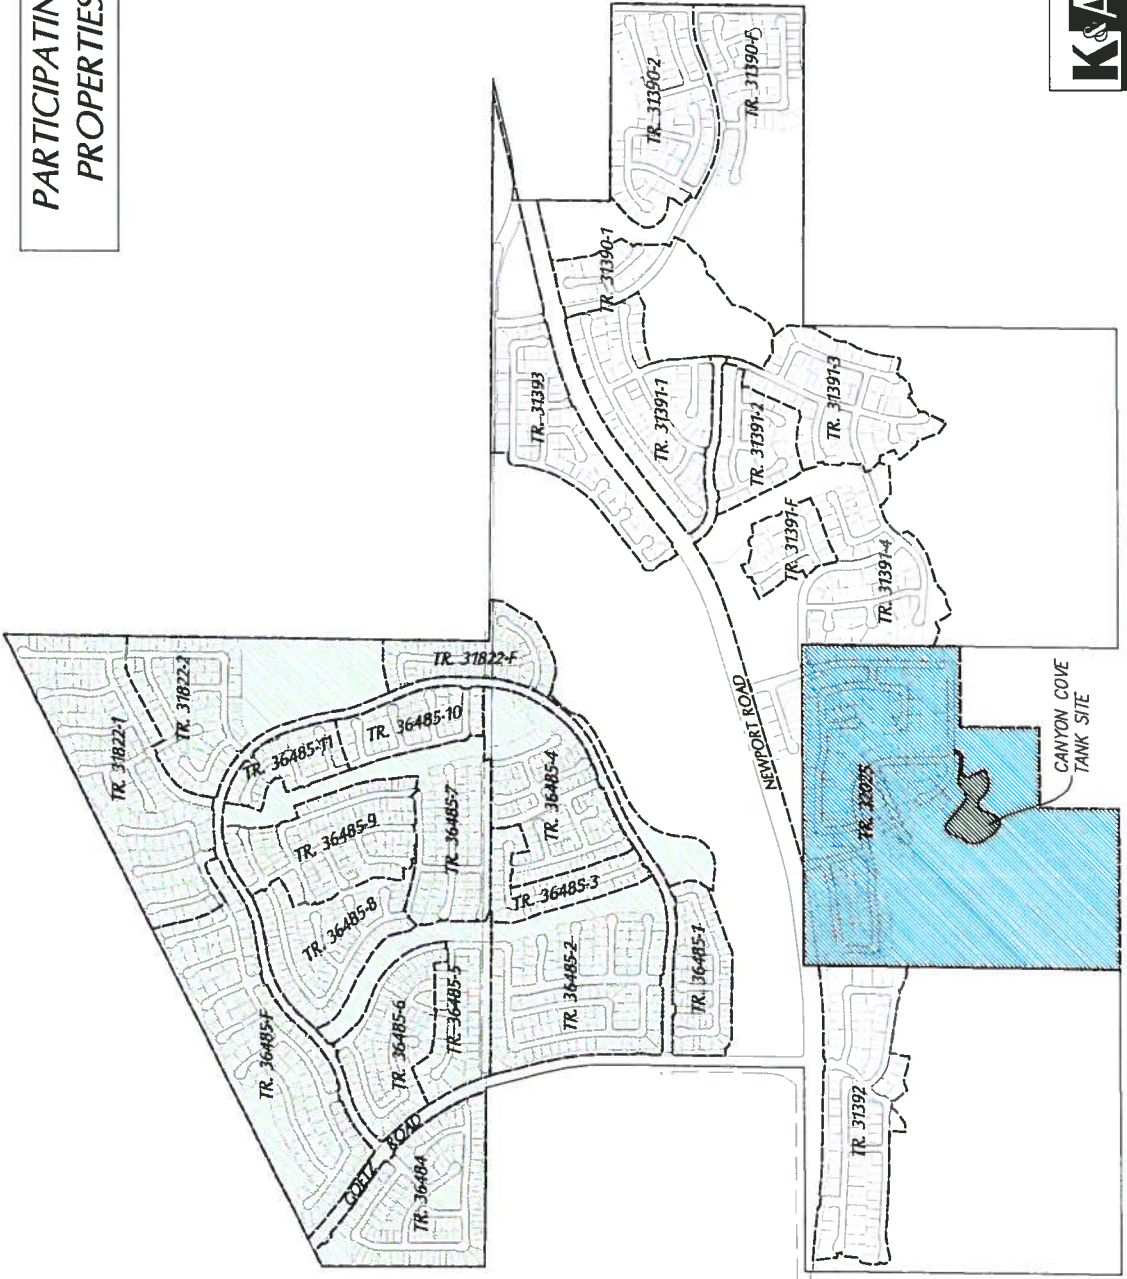 PARTICIPATIN
PROPERTIES
K&A
TR. 31390-2
TR. 31390-F
TR. 31390-1
TR. 31393
TR. 31391-1
TR. 31391-2
TR. 31391-3
TR. 31391-F
TR. 31391-4
TR. 31822-1
TR. 31822-2
TR. 31822-F
TR. 36485-11
TR. 36485-10
TR. 36485-9
TR. 36485-7
TR. 36485-4
TR. 36485-8
TR. 36485-3
NEWPORT ROAD
CANYON COVE
TANK SITE
TR. 36485-F
TR. 36485-6
TR. 36485-5
TR. 36485-2
TR. 36485-1
GOETZ ROAD
TR. 36484
TR. 31392